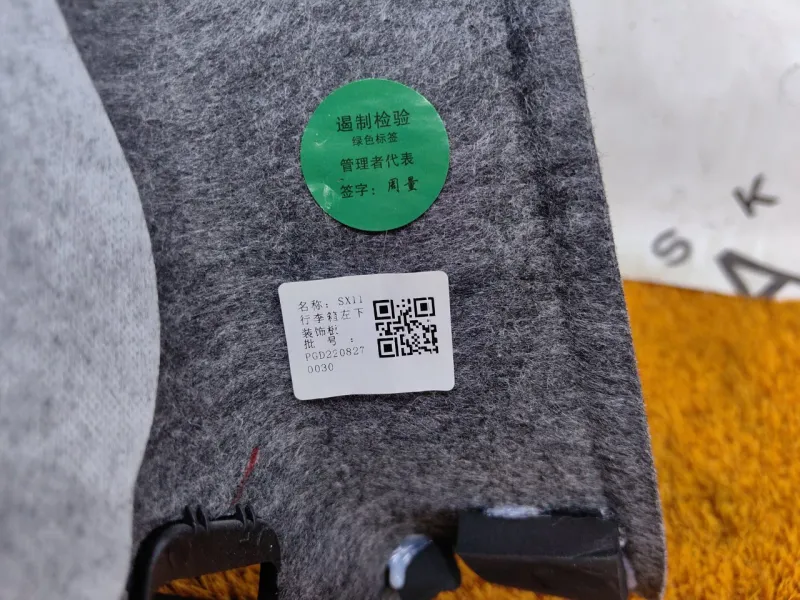 遏制检验
绿色标签
管理者代表
签字：周量
名称：SX11
行李箱左下
装饰板
批号：
PGD220827
0030
S K
A